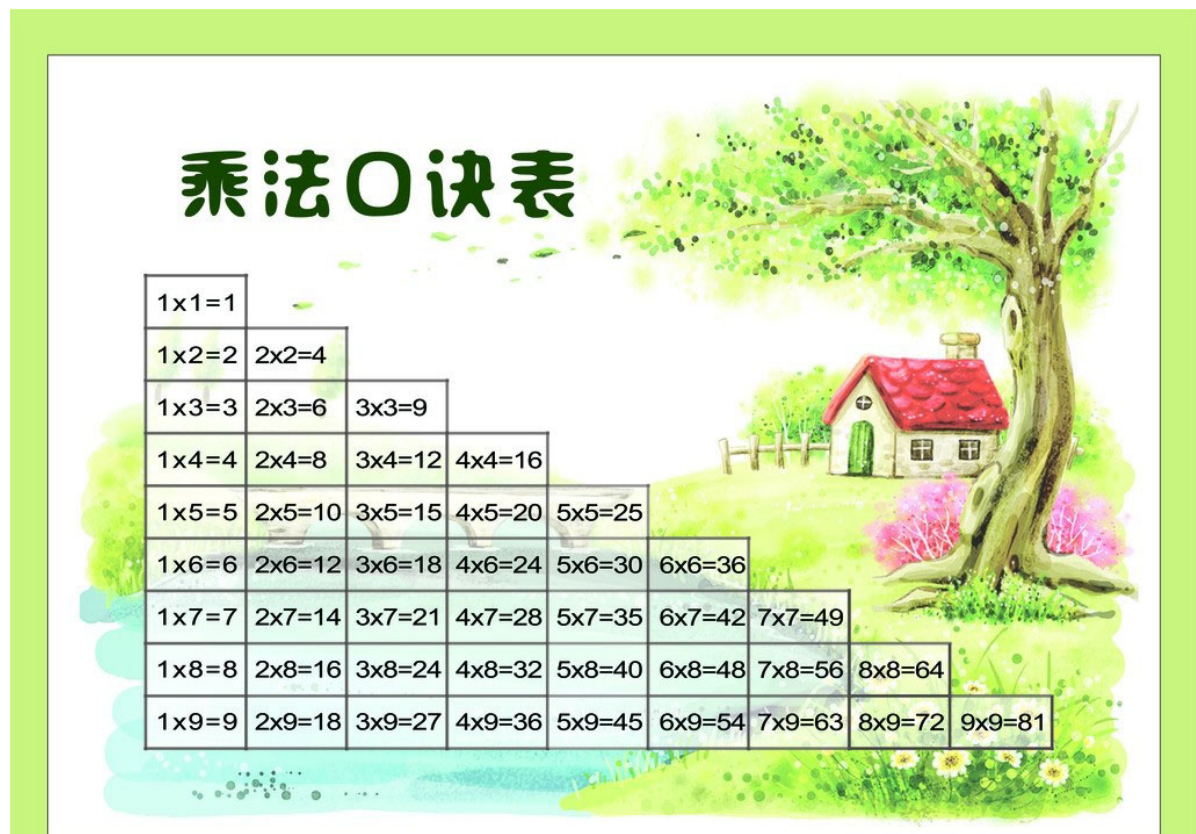 乘法口诀表
1x1=1
1x2=2 2x2=4
1x3=3 2x3=6 3x3=9
1x4=4 2x4=8 3x4=12 4x4=16
1x5=5 2x5=10 3x5=15 4x5=20 5x5=25
1x6=6 2x6=12 3x6=18 4x6=24 5x6=30 6x6=36
1x7=7 2x7=14 3x7=21 4x7=28 5x7=35 6x7=42 7x7=49
1x8=8 2x8=16 3x8=24 4x8=32 5x8=40 6x8=48 7x8=56 8x8=64
1x9=9 2x9=18 3x9=27 4x9=36 5x9=45 6x9=54 7x9=63 8x9=72 9x9=81